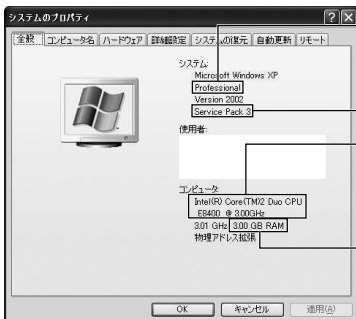 システムのプロパティ
全般 コンピュータ名 ハードウェア 詳細設定 システムの復元 自動更新 リモート
システム:
Microsoft Windows XP
Professional
Version 2002
Service Pack 3
使用者:
コンピュータ:
Intel(R) Core(TM)2 Duo CPU
E8400 @ 3.00GHz
3.01 GHz, 3.00 GB RAM
物理アドレス拡張
OK キャンセル 適用(A)